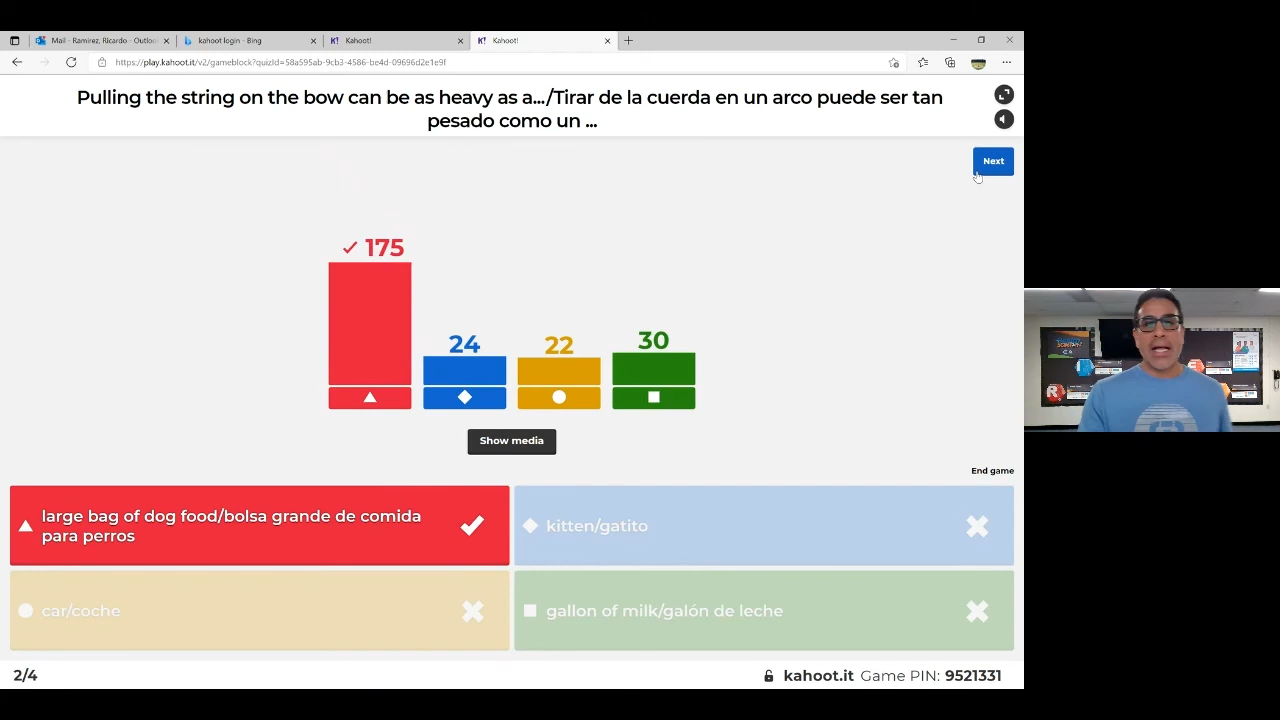 Mail - Ramirez, Ricardo - Outloo
kahoot login - Bing
Kahoot!
Kahoot!
https://play.kahoot.it/v2/gameblock?quizId=58a595ab-9cb3-4586-be4d-09696d2e1e9f
Pulling the string on the bow can be as heavy as a.../Tirar de la cuerda en un arco puede ser tan
pesado como un ...
Next
175
24
22
30
Show media
End game
large bag of dog food/bolsa grande de comida
para perros
kitten/gatito
car/coche
gallon of milk/galón de leche
2/4
kahoot.it Game PIN: 9521331